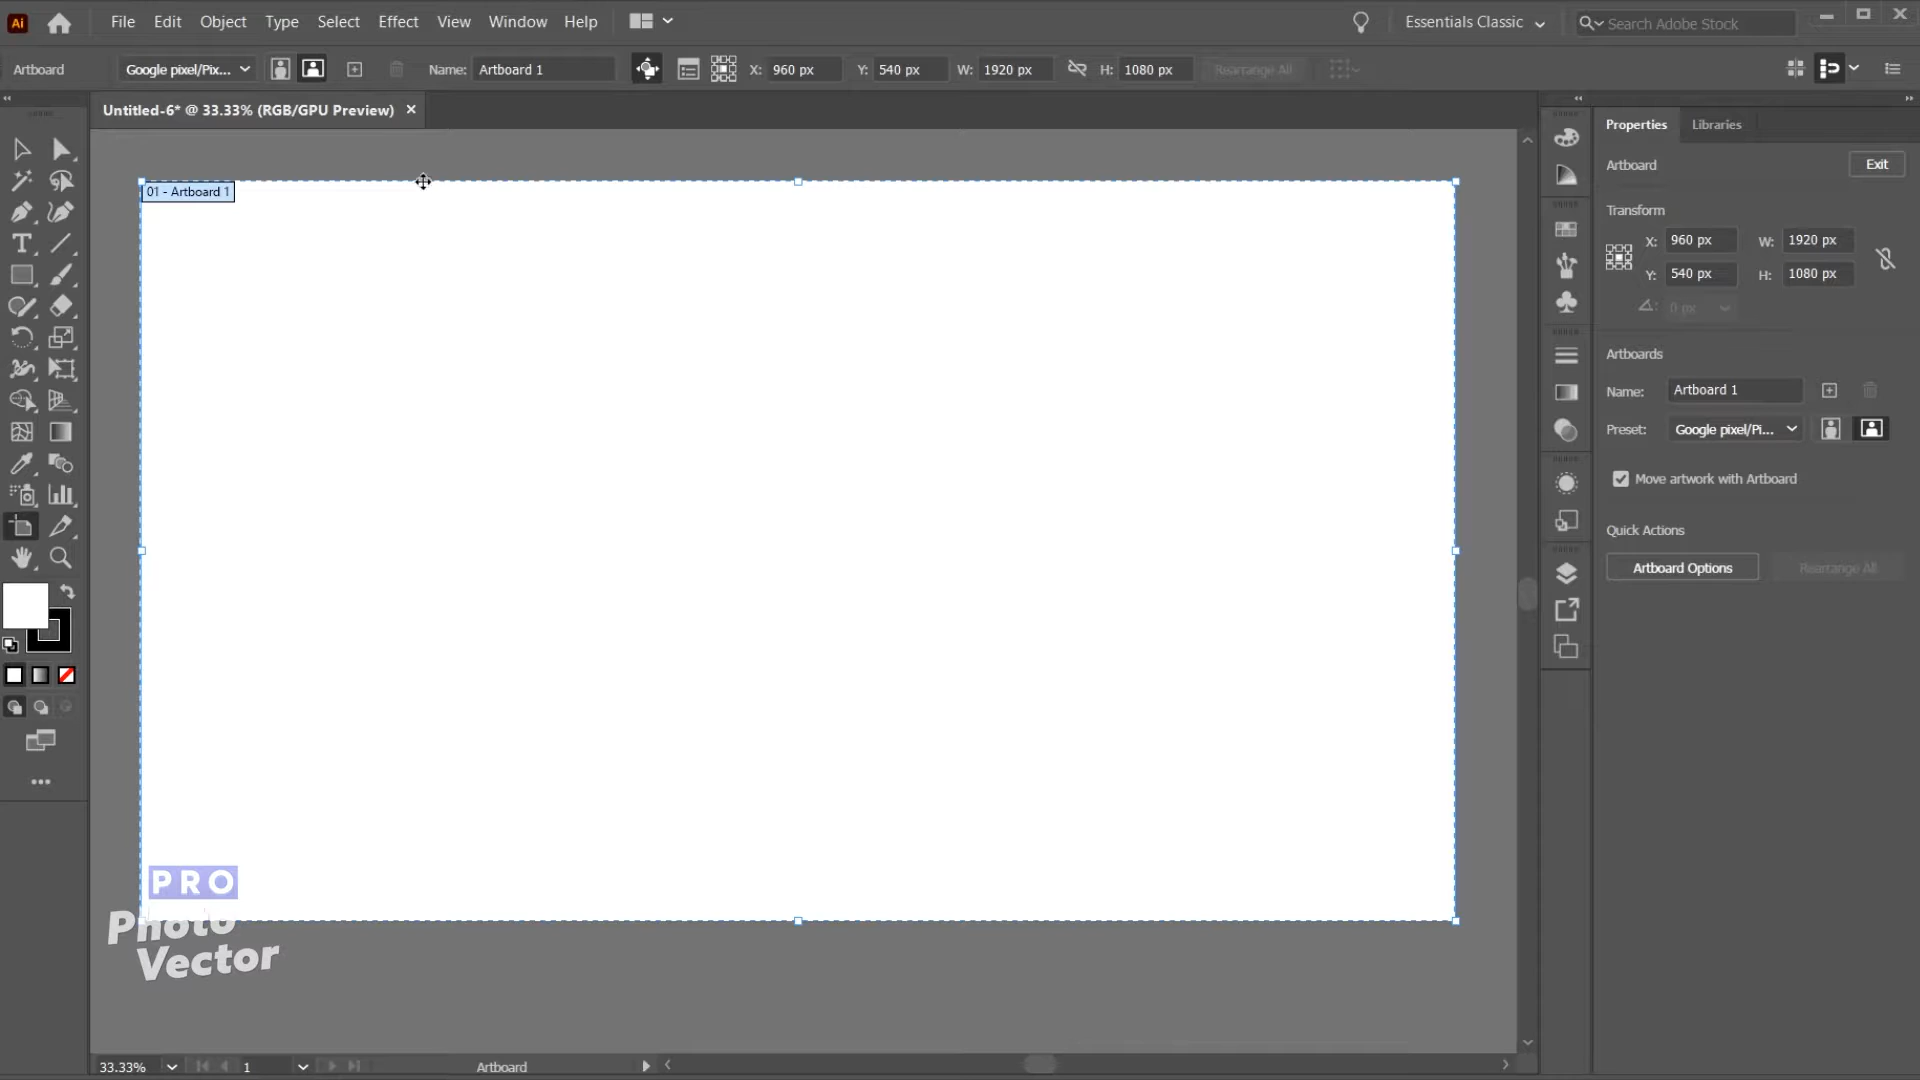 Ai File Edit Object Type Select Effect View Window Help Essentials Classic Search Adobe Stock
Artboard Google pixel/Pix... Name: Artboard 1 X: 960 px Y: 540 px W: 1920 px H: 1080 px Rearrange All
Untitled-6* @ 33.33% (RGB/GPU Preview)
01 - Artboard 1
PRO
Photo
Vector
33.33% 1 Artboard
Properties Libraries
Artboard Exit
Transform
X: 960 px W: 1920 px
Y: 540 px H: 1080 px
0 px
Artboards
Name: Artboard 1
Preset: Google pixel/Pi...
Move artwork with Artboard
Quick Actions
Artboard Options Rearrange All